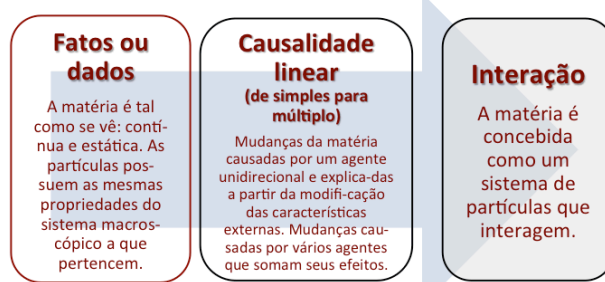 Fatos ou
dados
A matéria é tal
como se vê: contí-
nua e estática. As
partículas pos-
suem as mesmas
propriedades do
sistema macros-
cópico a que
pertencem.
Causalidade
linear
(de simples para
múltiplo)
Mudanças da matéria
causadas por um agente
unidirecional e explica-das
a partir da modifi-cação
das características
externas. Mudanças cau-
sadas por vários agentes
que somam seus efeitos.
Interação
A matéria é
concebida
como um
sistema de
partículas que
interagem.